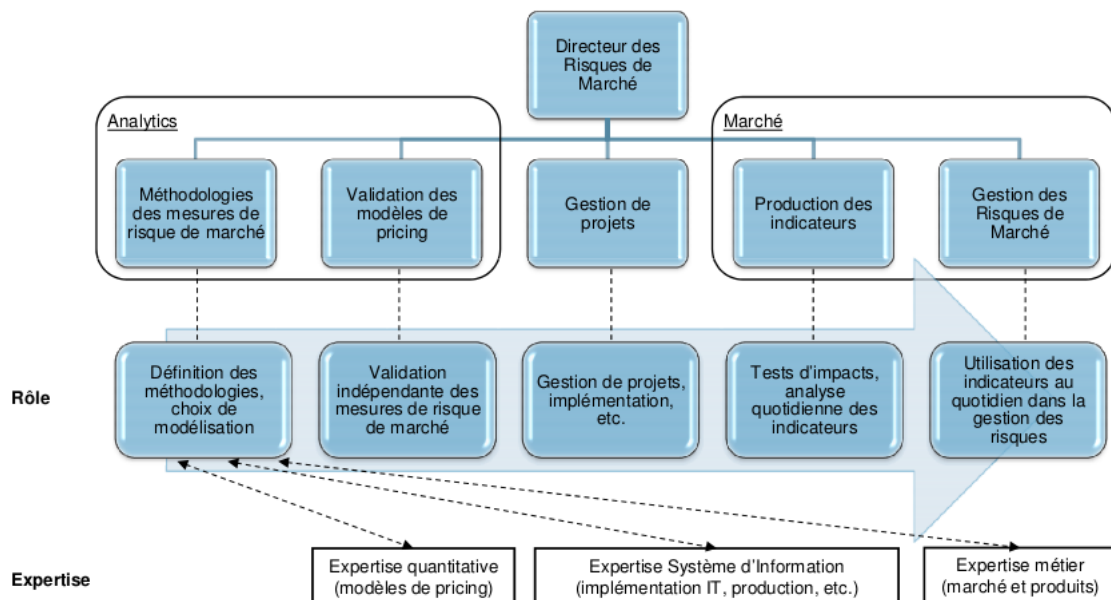 Directeur des
Risques de
Marché
Analytics
Marché
Méthodologies
des mesures de
risque de marché
Validation des
modèles de
pricing
Gestion de
projets
Production des
indicateurs
Gestion des
Risques de
Marché
Rôle
Définition des
méthodologies,
choix de
modélisation
Validation
indépendante des
mesures de risque
de marché
Gestion de projets,
implémentation,
etc.
Tests d'impacts,
analyse
quotidienne des
indicateurs
Utilisation des
indicateurs au
quotidien dans la
gestion des
risques
Expertise
Expertise quantitative
(modèles de pricing)
Expertise Système d'Information
(implémentation IT, production, etc.)
Expertise métier
(marché et produits)